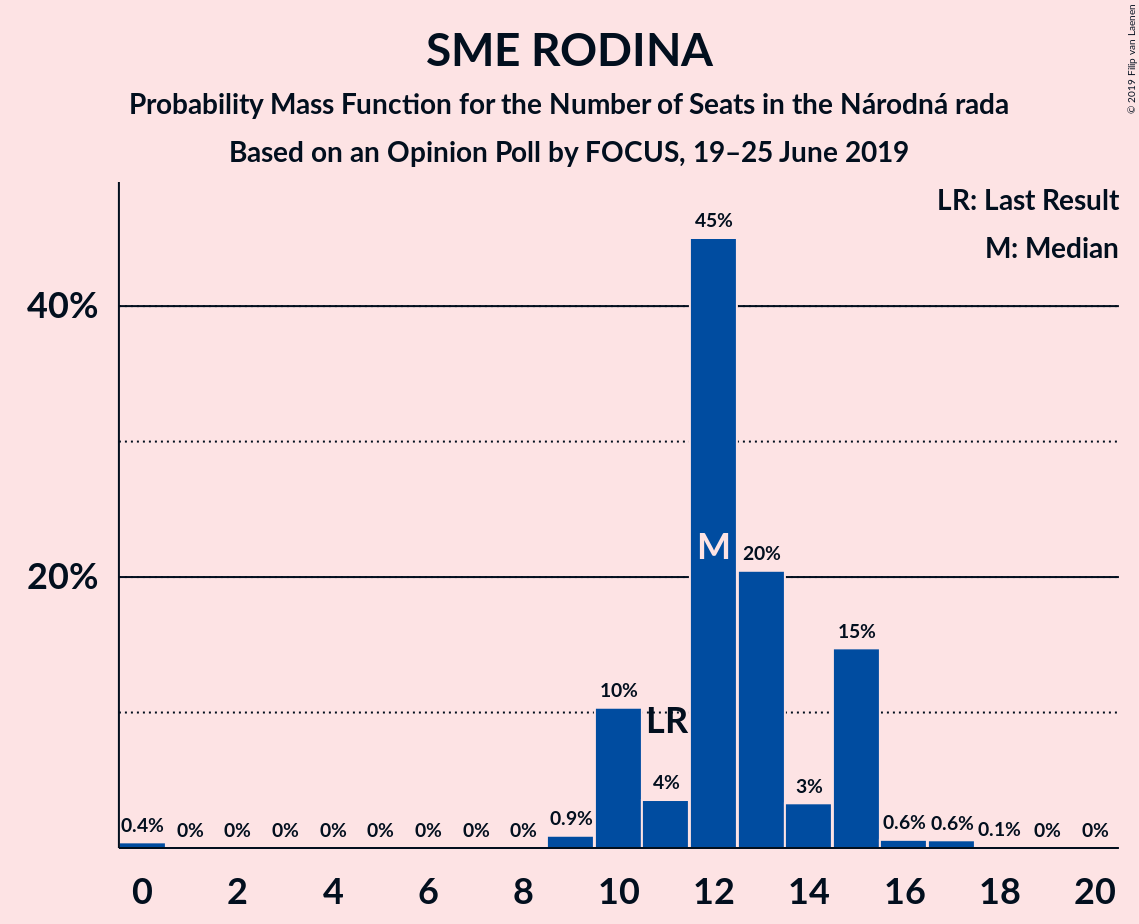 SME RODINA
Probability Mass Function for the Number of Seats in the Národná rada
Based on an Opinion Poll by FOCUS, 19–25 June 2019
© 2019 Filip van Laenen
LR: Last Result
M: Median
40%
20%
0.4% 0% 0% 0% 0% 0% 0% 0% 0% 0.9% 10% 4% 45% 20% 3% 15% 0.6% 0.6% 0.1% 0% 0%
LR
M
0 2 4 6 8 10 12 14 16 18 20